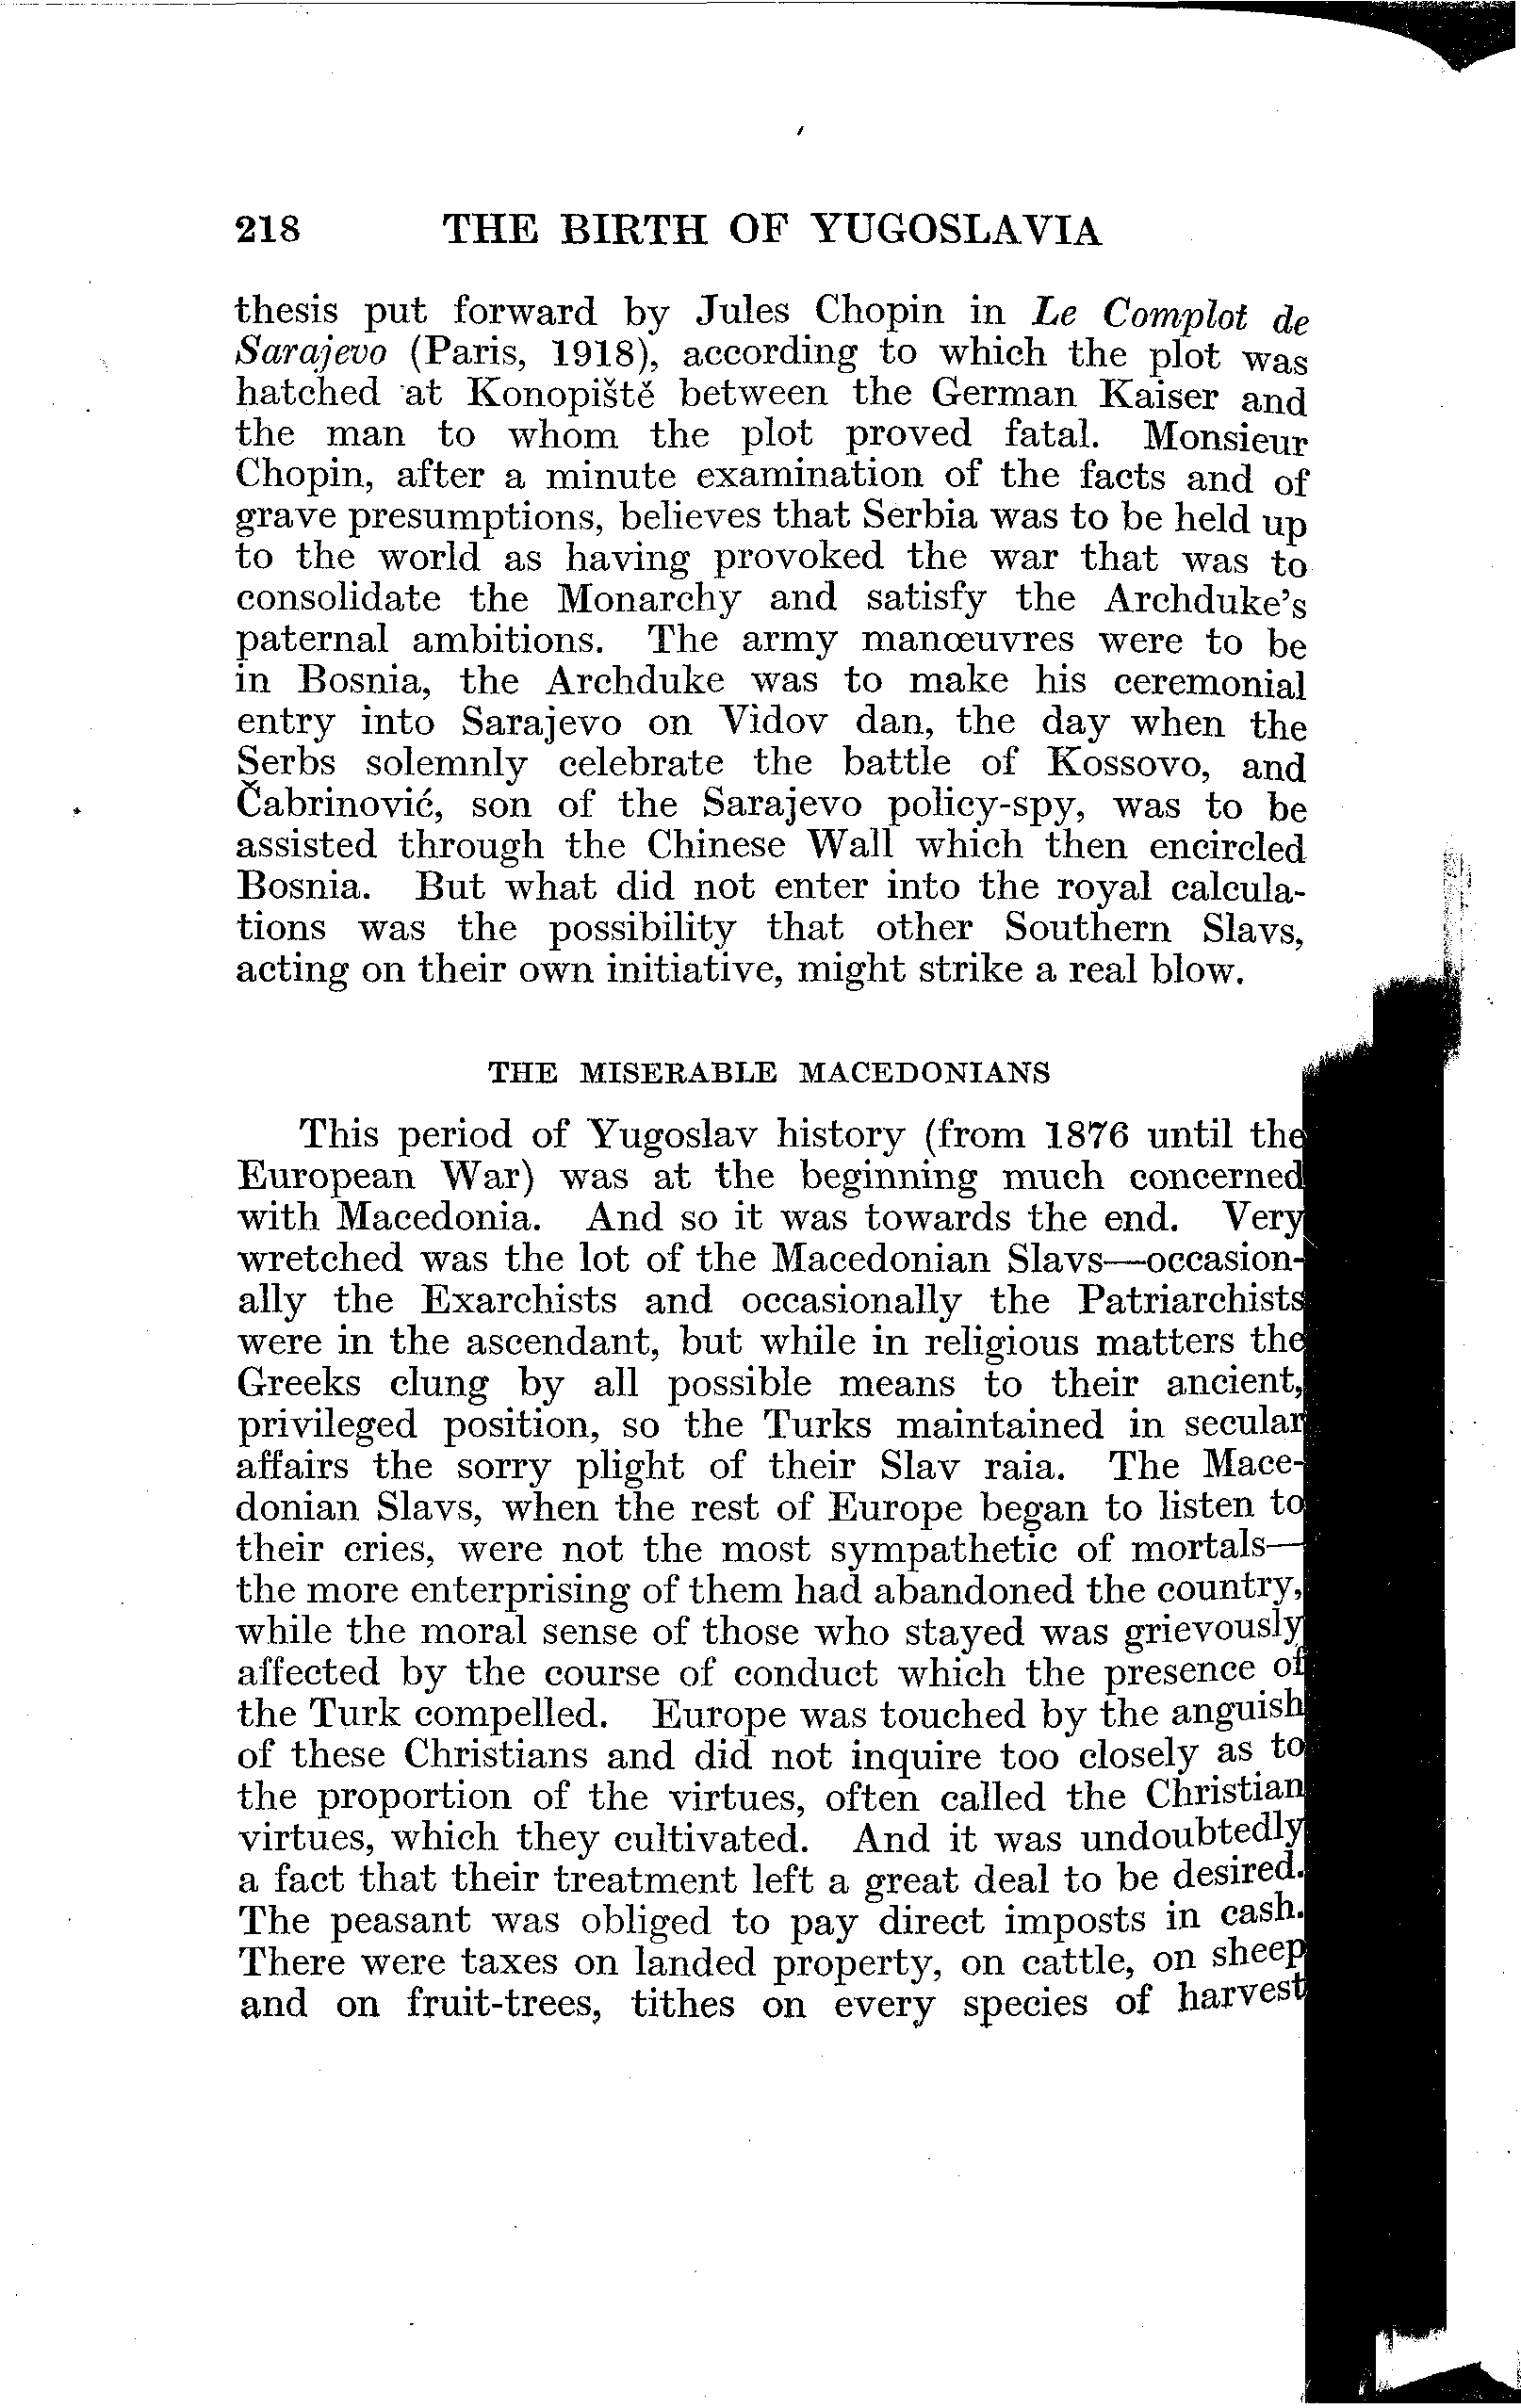 218 THE BIRTH OF YUGOSLAVIA
thesis put forward by Jules Chopin in Le Complot de
Sarajevo (Paris, 1918), according to which the plot was
hatched at Konopiště between the German Kaiser and
the man to whom the plot proved fatal. Monsieur
Chopin, after a minute examination of the facts and of
grave presumptions, believes that Serbia was to be held up
to the world as having provoked the war that was to
consolidate the Monarchy and satisfy the Archduke's
paternal ambitions. The army manœuvres were to be
in Bosnia, the Archduke was to make his ceremonial
entry into Sarajevo on Vidov dan, the day when the
Serbs solemnly celebrate the battle of Kossovo, and
Čabrinović, son of the Sarajevo policy-spy, was to be
assisted through the Chinese Wall which then encircled
Bosnia. But what did not enter into the royal calcula-
tions was the possibility that other Southern Slavs,
acting on their own initiative, might strike a real blow.
THE MISERABLE MACEDONIANS
This period of Yugoslav history (from 1876 until the
European War) was at the beginning much concerned
with Macedonia. And so it was towards the end. Very
wretched was the lot of the Macedonian Slavs—occasion-
ally the Exarchists and occasionally the Patriarchists
were in the ascendant, but while in religious matters the
Greeks clung by all possible means to their ancient,
privileged position, so the Turks maintained in secular
affairs the sorry plight of their Slav raia. The Mace-
donian Slavs, when the rest of Europe began to listen to
their cries, were not the most sympathetic of mortals—
the more enterprising of them had abandoned the country,
while the moral sense of those who stayed was grievously
affected by the course of conduct which the presence of
the Turk compelled. Europe was touched by the anguish
of these Christians and did not inquire too closely as to
the proportion of the virtues, often called the Christian
virtues, which they cultivated. And it was undoubtedly
a fact that their treatment left a great deal to be desired.
The peasant was obliged to pay direct imposts in cash.
There were taxes on landed property, on cattle, on sheep
and on fruit-trees, tithes on every species of harvest